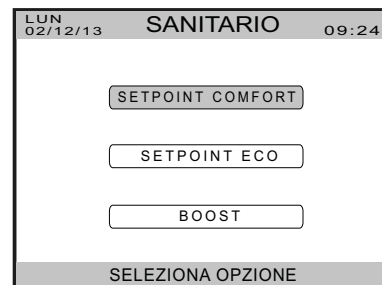 LUN
02/12/13
SANITARIO
09:24
SETPOINT COMFORT
SETPOINT ECO
BOOST
SELEZIONA OPZIONE